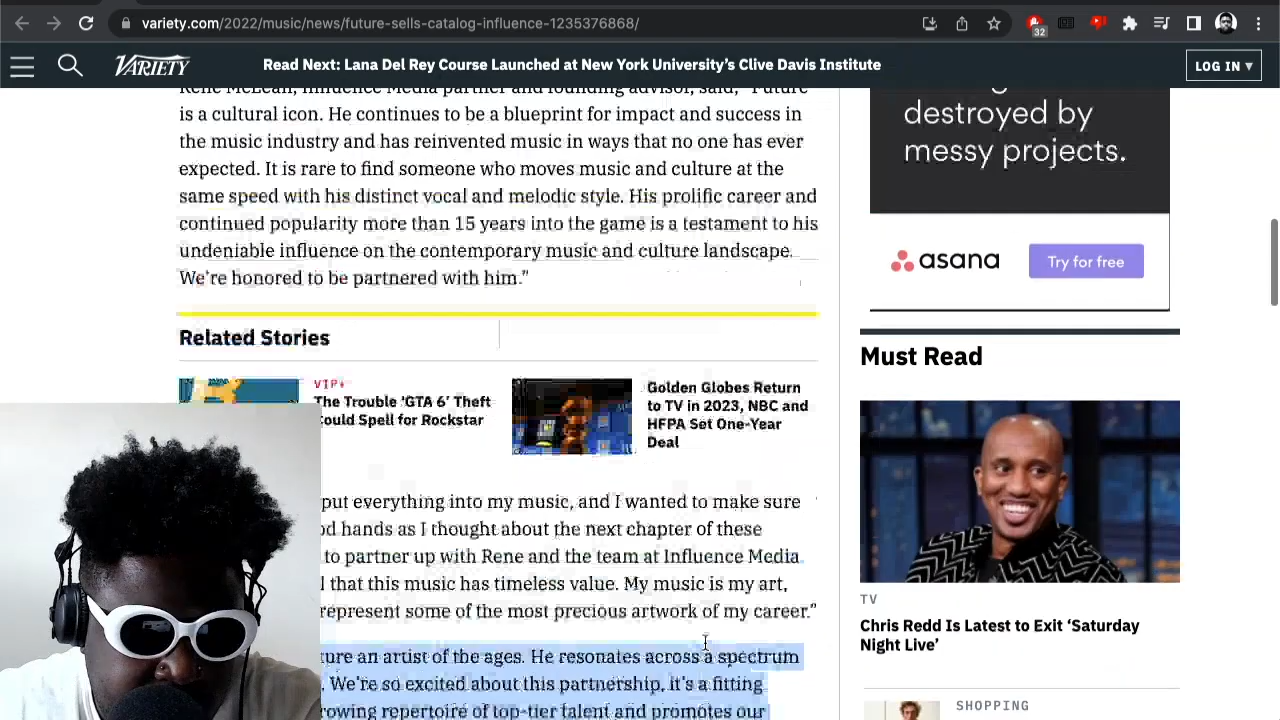 variety.com/2022/music/news/future-sells-catalog-influence-1235376868/
32
VARIETY
Read Next: Lana Del Rey Course Launched at New York University's Clive Davis Institute
LOG IN ▾
Rene McLean, Influence Media partner and founding advisor, said, "Future
is a cultural icon. He continues to be a blueprint for impact and success in
the music industry and has reinvented music in ways that no one has ever
expected. It is rare to find someone who moves music and culture at the
same speed with his distinct vocal and melodic style. His prolific career and
continued popularity more than 15 years into the game is a testament to his
undeniable influence on the contemporary music and culture landscape.
We're honored to be partnered with him."
Related Stories
VIP+
The Trouble 'GTA 6' Theft
Could Spell for Rockstar
Golden Globes Return
to TV in 2023, NBC and
HFPA Set One-Year
Deal
put everything into my music, and I wanted to make sure
hands as I thought about the next chapter of these
to partner up with Rene and the team at Influence Media
that this music has timeless value. My music is my art,
represent some of the most precious artwork of my career."
an artist of the ages. He resonates across a spectrum
We're so excited about this partnership, it's a fitting
repertoire of top-tier talent and promotes our
destroyed by
messy projects.
asana
Try for free
Must Read
TV
Chris Redd Is Latest to Exit 'Saturday
Night Live'
SHOPPING